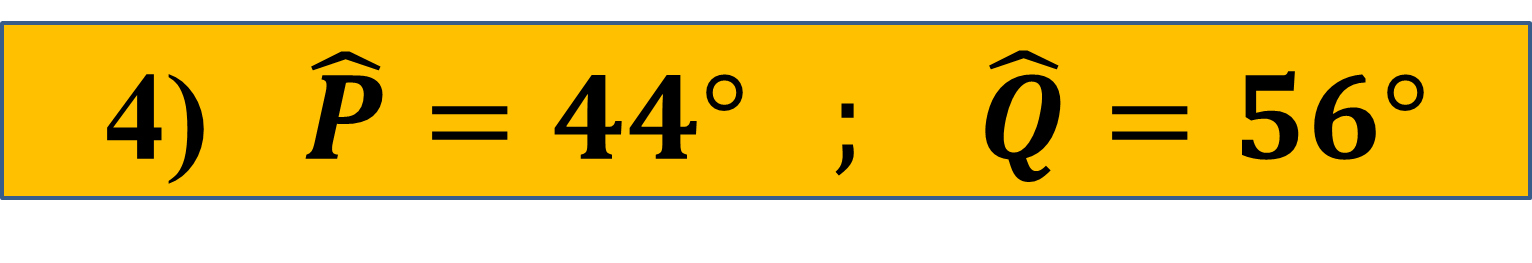 4) P̂ = 44° ; Q̂ = 56°